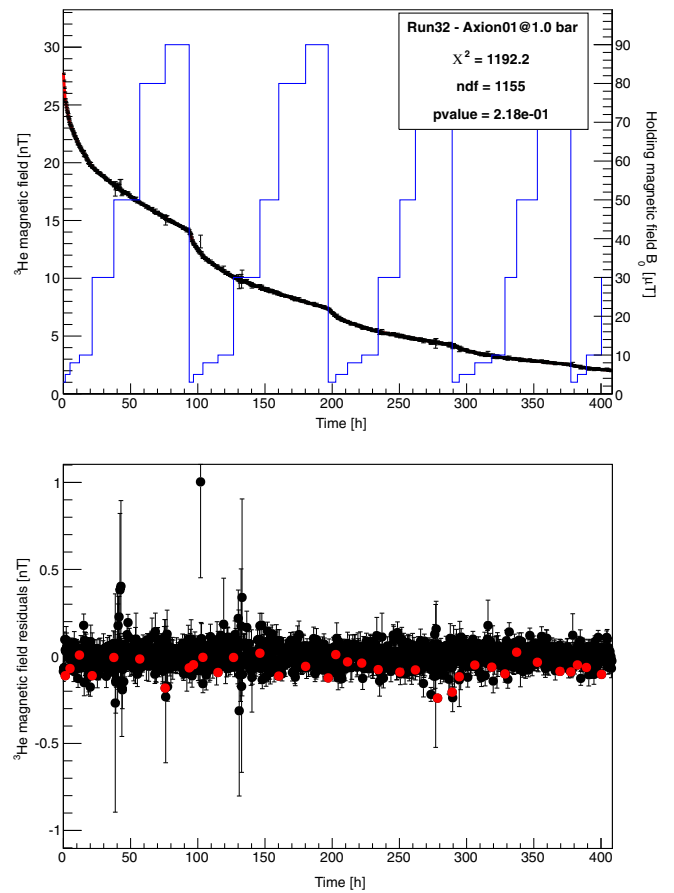 Run32 - Axion01@1.0 bar
Χ² = 1192.2
ndf = 1155
pvalue = 2.18e-01
³He magnetic field [nT]
30
25
20
15
10
5
0
Holding magnetic field B₀ [μT]
90
80
70
60
50
40
30
20
10
0
0 50 100 150 200 250 300 350 400
Time [h]
³He magnetic field residuals [nT]
1
0.5
0
-0.5
-1
0 50 100 150 200 250 300 350 400
Time [h]